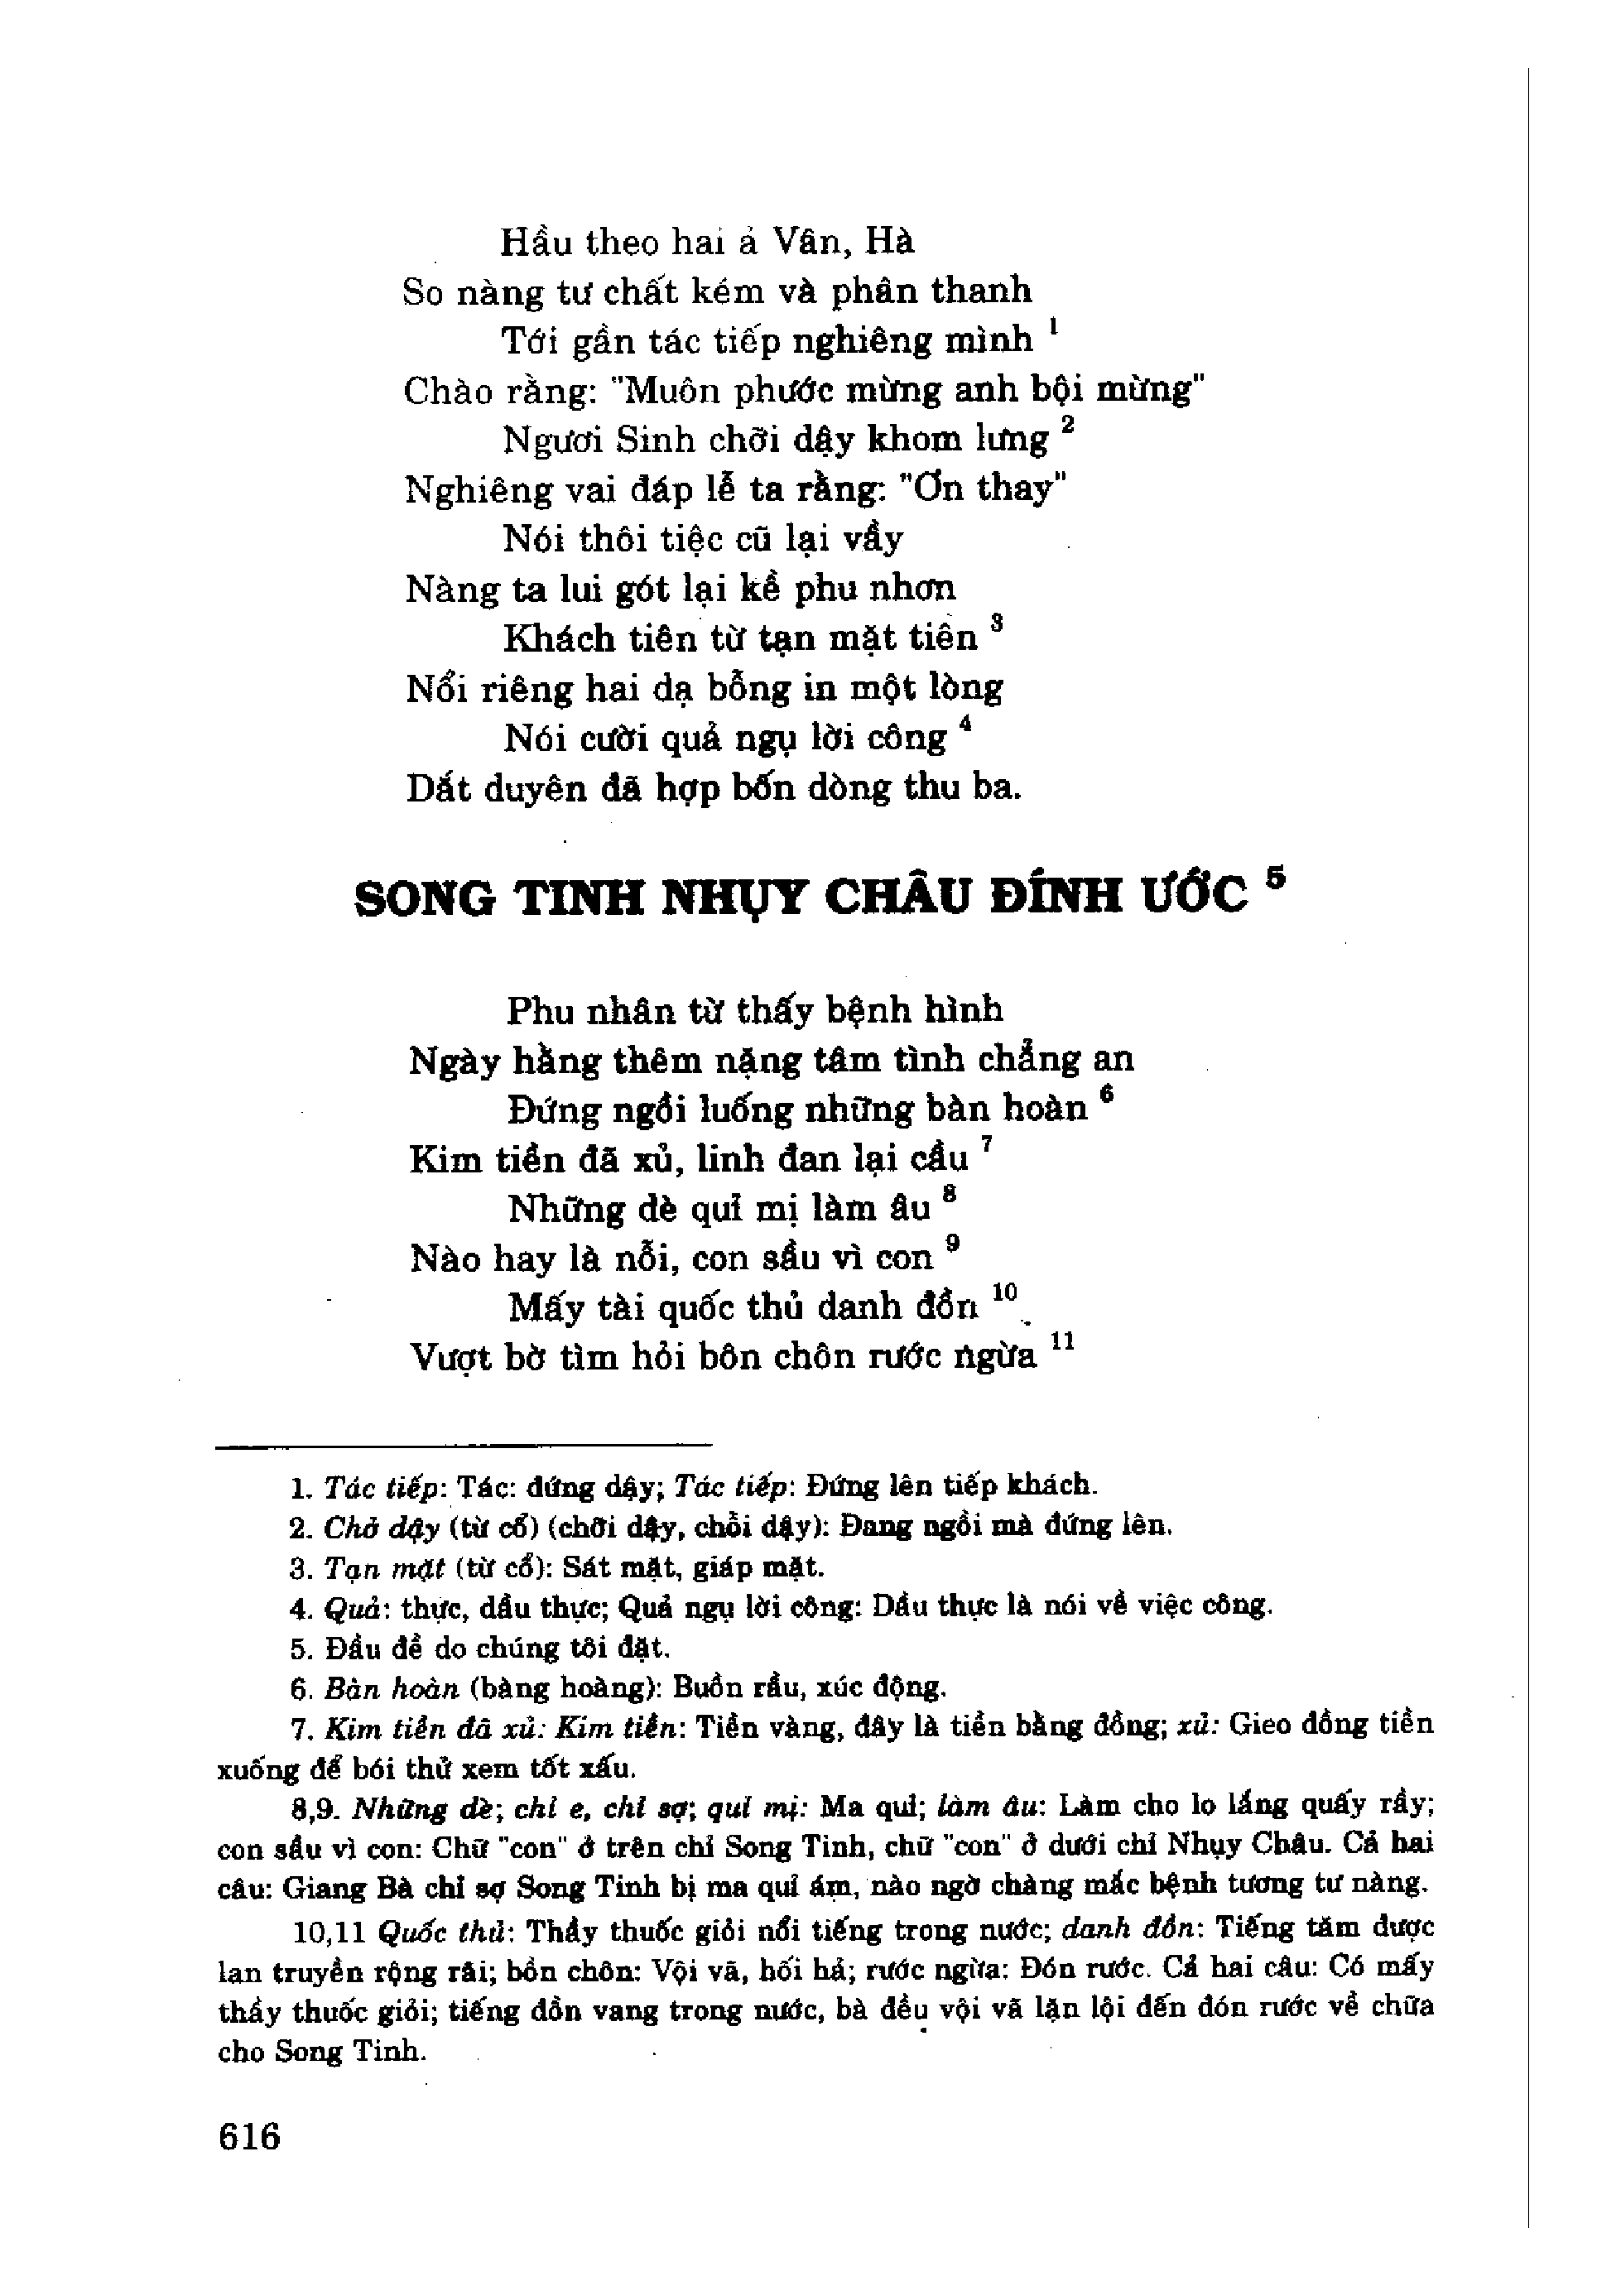 Hầu theo hai ả Vân, Hà
So nàng tư chất kém và phân thanh
Tới gần tác tiếp nghiêng mình 1
Chào rằng: "Muôn phước mừng anh bội mừng"
Ngươi Sinh chỡi dậy khom lưng 2
Nghiêng vai đáp lễ ta rằng: "Ơn thay"
Nói thôi tiệc cũ lại vầy
Nàng ta lui gót lại kề phu nhơn
Khách tiên từ tạn mặt tiên 3
Nổi riêng hai dạ bỗng in một lòng
Nói cười quả ngụ lời công 4
Dắt duyên đã hợp bốn dòng thu ba.
SONG TINH NHỤY CHÂU ĐÍNH ƯỚC 5
Phu nhân từ thấy bệnh hình
Ngày hằng thêm nặng tâm tình chẳng an
Đứng ngồi luống những bàn hoàn 6
Kim tiền đã xủ, linh đan lại cầu 7
Những dè quỉ mị làm âu 8
Nào hay là nỗi, con sầu vì con 9
Mấy tài quốc thủ danh đồn 10
Vượt bờ tìm hỏi bôn chôn rước ngừa 11
1. Tác tiếp: Tác: đứng dậy; Tác tiếp: Đứng lên tiếp khách.
2. Chở dậy (từ cổ) (chỡi dậy, chỗi dậy): Đang ngồi mà đứng lên.
3. Tạn mặt (từ cổ): Sát mặt, giáp mặt.
4. Quả: thực, dầu thực; Quả ngụ lời công: Dầu thực là nói về việc công.
5. Đầu đề do chúng tôi đặt.
6. Bàn hoàn (bàng hoàng): Buồn rầu, xúc động.
7. Kim tiền đã xủ: Kim tiền: Tiền vàng, đây là tiền bằng đồng; xủ: Gieo đồng tiền
xuống để bói thử xem tốt xấu.
8,9. Những dè; chỉ e, chỉ sợ; quỉ mị: Ma quỉ; làm âu: Làm cho lo lắng quấy rầy;
con sầu vì con: Chữ "con" ở trên chỉ Song Tinh, chữ "con" ở dưới chỉ Nhụy Châu. Cả hai
câu: Giang Bà chỉ sợ Song Tinh bị ma quỉ ám, nào ngờ chàng mắc bệnh tương tư nàng.
10,11 Quốc thủ: Thầy thuốc giỏi nổi tiếng trong nước; danh đồn: Tiếng tăm được
lan truyền rộng rãi; bồn chôn: Vội vã, hối hả; rước ngừa: Đón rước. Cả hai câu: Có mấy
thầy thuốc giỏi; tiếng đồn vang trong nước, bà đều vội vã lặn lội đến đón rước về chữa
cho Song Tinh.
616